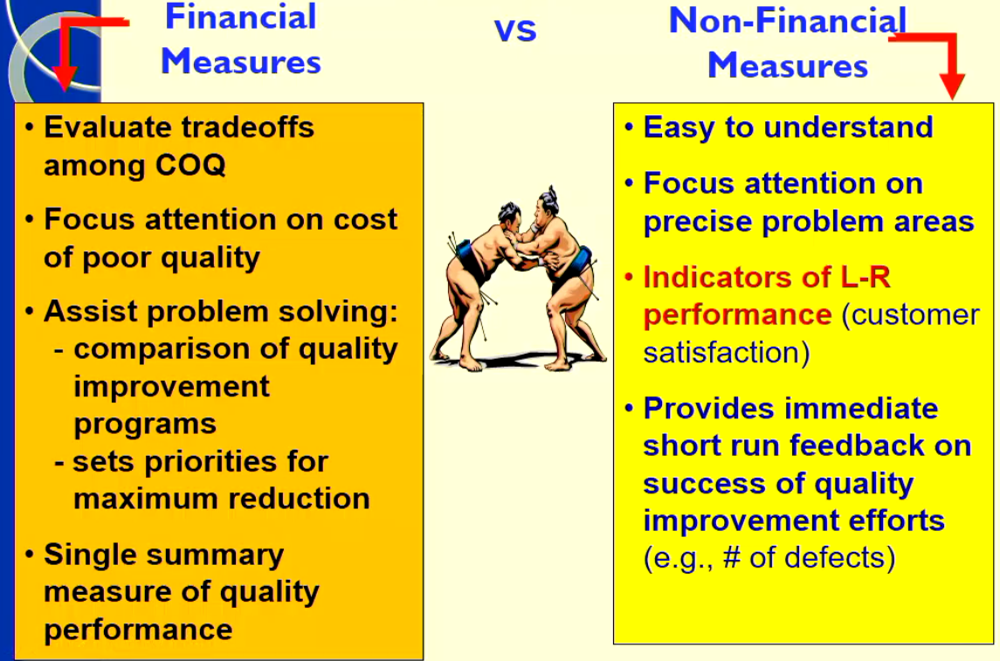 Financial
Measures
vs
Non-Financial
Measures
• Evaluate tradeoffs
among COQ
• Focus attention on cost
of poor quality
• Assist problem solving:
- comparison of quality
improvement
programs
- sets priorities for
maximum reduction
• Single summary
measure of quality
performance
• Easy to understand
• Focus attention on
precise problem areas
• Indicators of L-R
performance (customer
satisfaction)
• Provides immediate
short run feedback on
success of quality
improvement efforts
(e.g., # of defects)